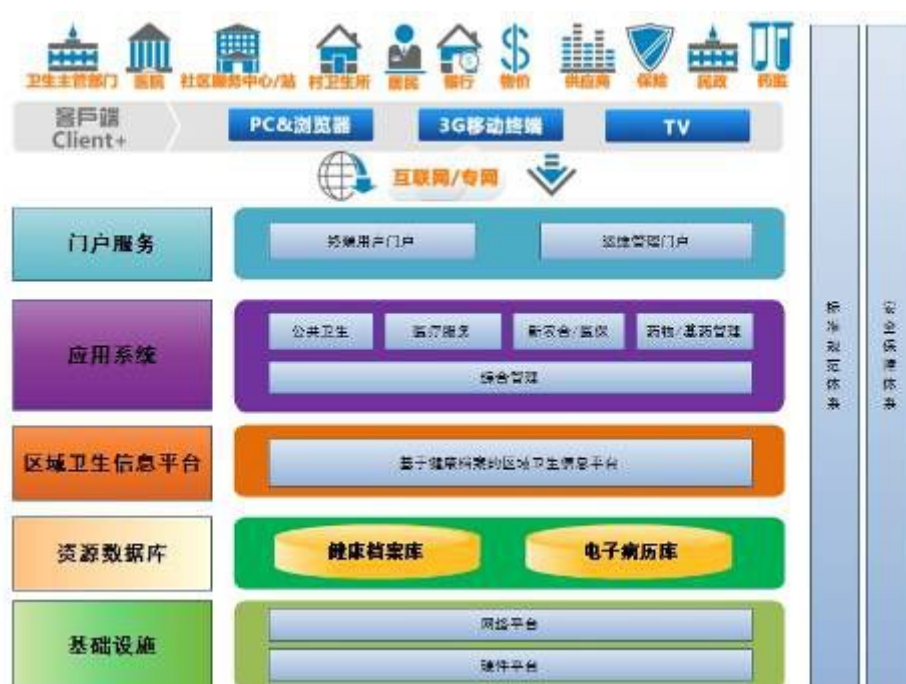 卫生主管部门 医院 社区服务中心/站 村卫生所 居民 银行 物价 供应商 保险 民政 药监
客戶端 PC&浏览器 3G移动终端 TV
Client+
互联网/专网
门户服务 终端用户门户 运维管理门户
应用系统 公共卫生 医疗服务 新农合/医保 药物/基药管理
综合管理
区域卫生信息平台 基于健康档案的区域卫生信息平台
资源数据库 健康档案库 电子病历库
基础设施 网络平台
硬件平台
标准规范体系
安全保障体系